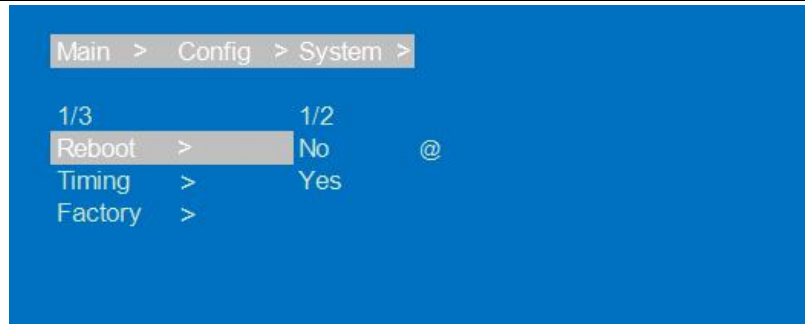 Main > Config > System >
1/3 1/2
Reboot > No @
Timing > Yes
Factory >